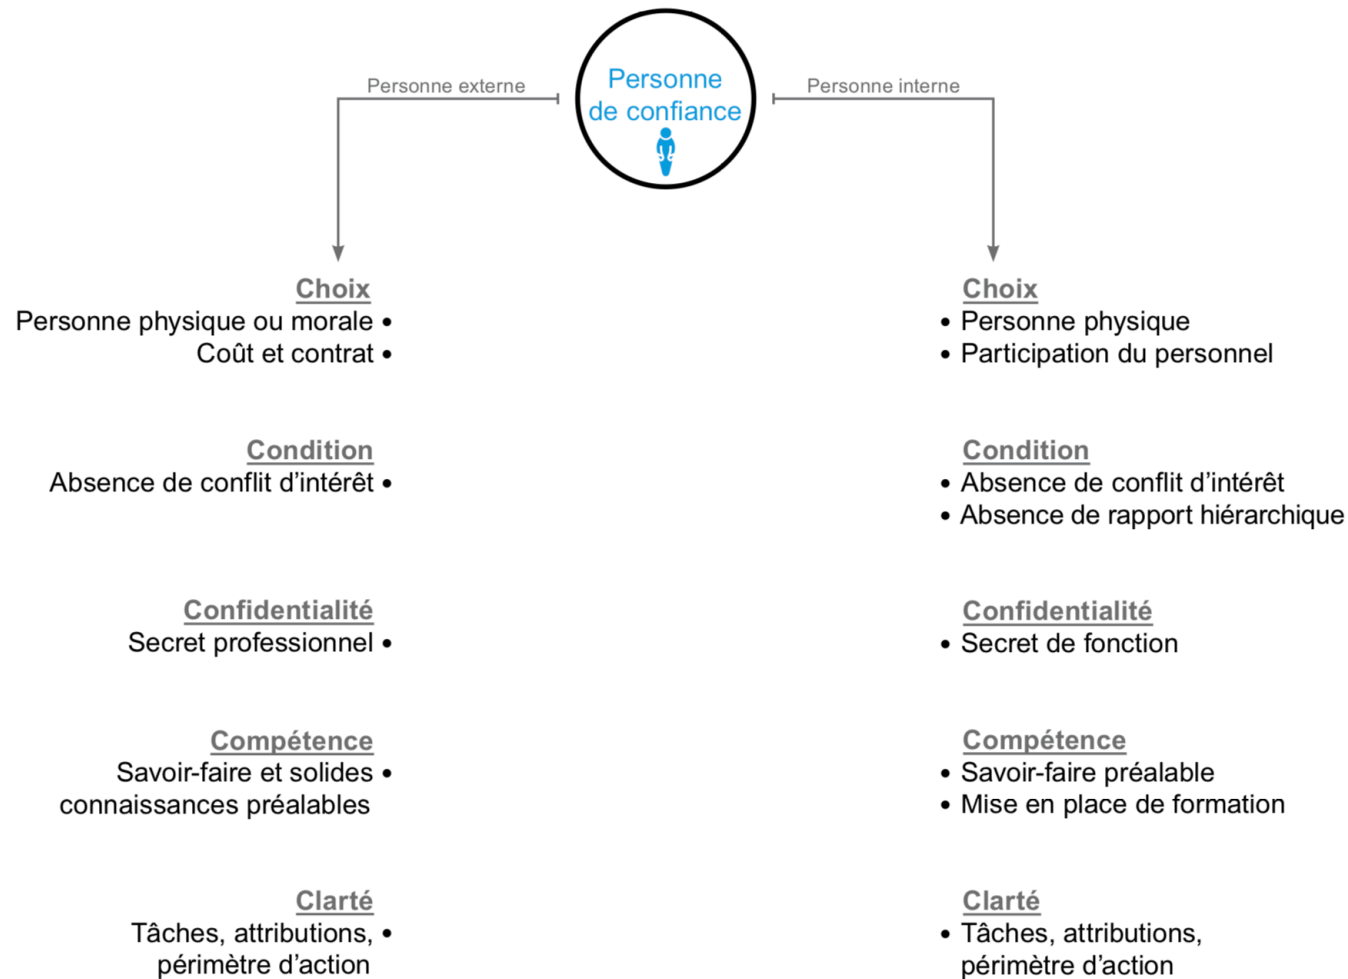 Personne
de confiance
Personne externe
Choix
Personne physique ou morale •
Coût et contrat •
Condition
Absence de conflit d’intérêt •
Confidentialité
Secret professionnel •
Compétence
Savoir-faire et solides •
connaissances préalables
Clarté
Tâches, attributions, •
périmètre d’action
Personne interne
Choix
• Personne physique
• Participation du personnel
Condition
• Absence de conflit d’intérêt
• Absence de rapport hiérarchique
Confidentialité
• Secret de fonction
Compétence
• Savoir-faire préalable
• Mise en place de formation
Clarté
• Tâches, attributions,
périmètre d’action